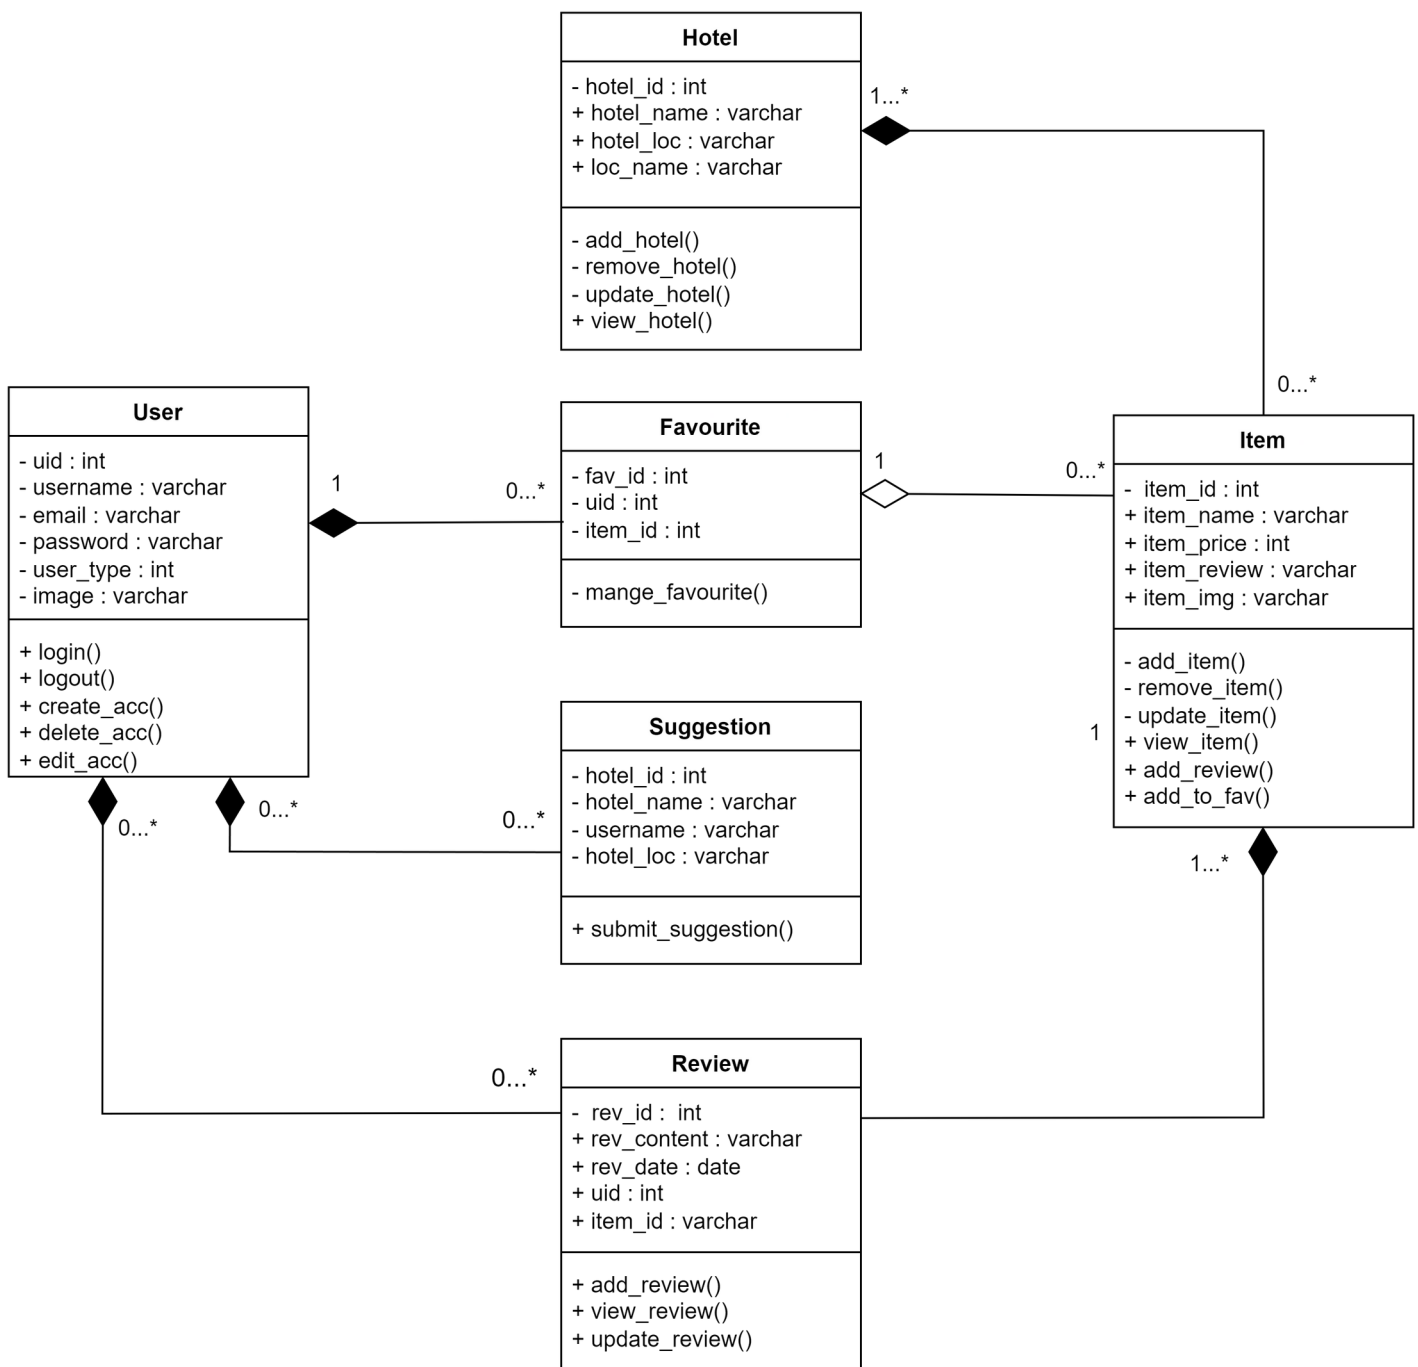 Hotel
- hotel_id : int
+ hotel_name : varchar
+ hotel_loc : varchar
+ loc_name : varchar
- add_hotel()
- remove_hotel()
- update_hotel()
+ view_hotel()
1...*
0...*
User
- uid : int
- username : varchar
- email : varchar
- password : varchar
- user_type : int
- image : varchar
+ login()
+ logout()
+ create_acc()
+ delete_acc()
+ edit_acc()
1
0...*
Favourite
- fav_id : int
- uid : int
- item_id : int
- mange_favourite()
1
0...*
Item
- item_id : int
+ item_name : varchar
+ item_price : int
+ item_review : varchar
+ item_img : varchar
- add_item()
- remove_item()
- update_item()
+ view_item()
+ add_review()
+ add_to_fav()
1
1...*
0...*
0...*
0...*
Suggestion
- hotel_id : int
- hotel_name : varchar
- username : varchar
- hotel_loc : varchar
+ submit_suggestion()
0...*
Review
- rev_id : int
+ rev_content : varchar
+ rev_date : date
+ uid : int
+ item_id : varchar
+ add_review()
+ view_review()
+ update_review()